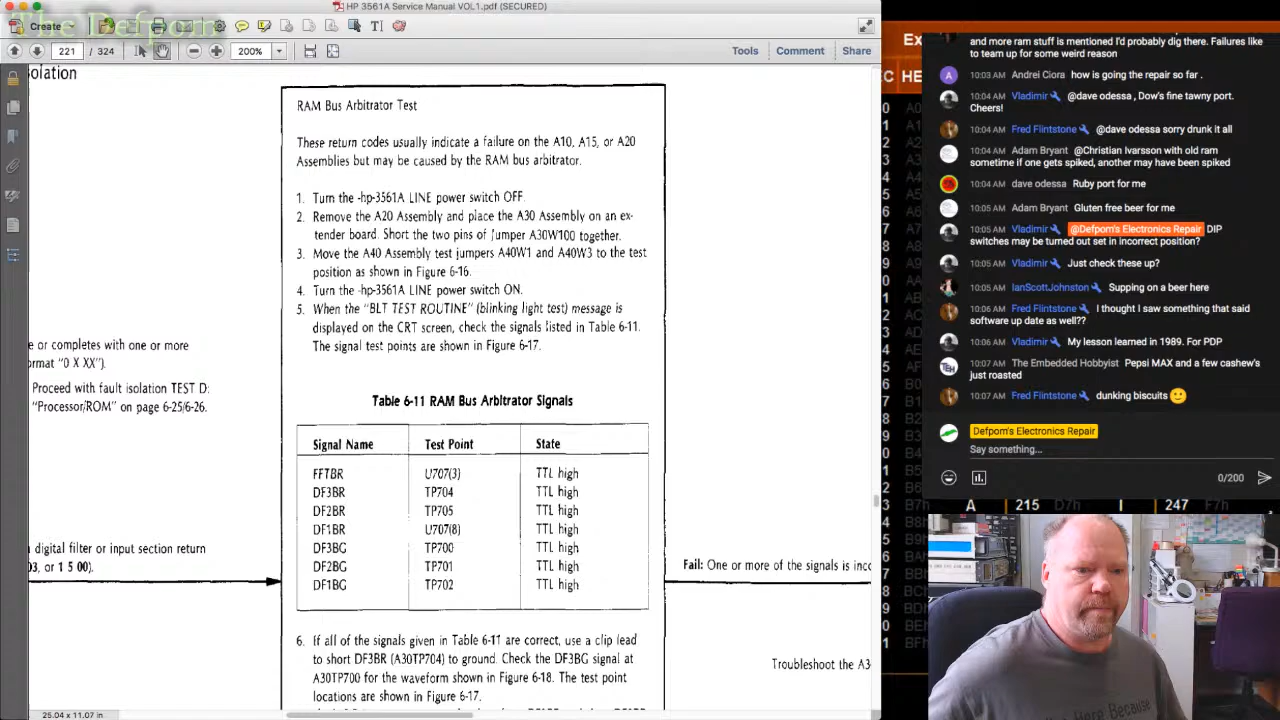 HP 3561A Service Manual VOL1.pdf (SECURED)
The Defpom
Create
221 / 324
200%
Tools Comment Share
solation
RAM Bus Arbitrator Test
These return codes usually indicate a failure on the A10, A15, or A20
Assemblies but may be caused by the RAM bus arbitrator.
1. Turn the -hp-3561A LINE power switch OFF.
2. Remove the A20 Assembly and place the A30 Assembly on an ex-
tender board. Short the two pins of Jumper A30W100 together.
3. Move the A40 Assembly test jumpers A40W1 and A40W3 to the test
position as shown in Figure 6-16.
4. Turn the -hp-3561A LINE power switch ON.
5. When the "BLT TEST ROUTINE" (blinking light test) message is
displayed on the CRT screen, check the signals listed in Table 6-11.
The signal test points are shown in Figure 6-17.
e or completes with one or more
ormat "0 X XX").
Proceed with fault isolation TEST D:
"Processor/ROM" on page 6-25/6-26.
Table 6-11 RAM Bus Arbitrator Signals
Signal Name Test Point State
FFTBR U707(3) TTL high
DF3BR TP704 TTL high
DF2BR TP705 TTL high
DF1BR U707(8) TTL high
DF3BG TP700 TTL high
DF2BG TP701 TTL high
DF1BG TP702 TTL high
digital filter or input section return
03, or 1 5 00).
Fail: One or more of the signals is inco
6. If all of the signals given in Table 6-11 are correct, use a clip lead
to short DF3BR (A30TP704) to ground. Check the DF3BG signal at
A30TP700 for the waveform shown in Figure 6-18. The test point
locations are shown in Figure 6-17.
Troubleshoot the A3
25.04 x 11.07 in
Ex
and more ram stuff is mentioned I'd probably dig there. Failures like
to team up for some weird reason
A
10:03 AM Andrei Ciora how is going the repair so far .
10:04 AM Vladimir @dave odessa , Dow's fine tawny port.
Cheers!
10:04 AM Fred Flintstone @dave odessa sorry drunk it all
10:04 AM Adam Bryant @Christian Ivarsson with old ram
sometime if one gets spiked, another may have been spiked
10:04 AM dave odessa Ruby port for me
10:05 AM Adam Bryant Gluten free beer for me
10:05 AM Vladimir @Defpom's Electronics Repair DIP
switches may be turned out set in incorrect position?
10:05 AM Vladimir Just check these up?
10:05 AM IanScottJohnston Supping on a beer here
10:06 AM Fred Flintstone I thought I saw something that said
software up date as well??
10:06 AM Vladimir My lesson learned in 1989. For PDP
TEH
10:07 AM The Embedded Hobbyist Pepsi MAX and a few cashew's
just roasted
10:07 AM Fred Flintstone dunking biscuits
Defpom's Electronics Repair
Say something...
0/200
B7h A 215 D7h I 247 F7h